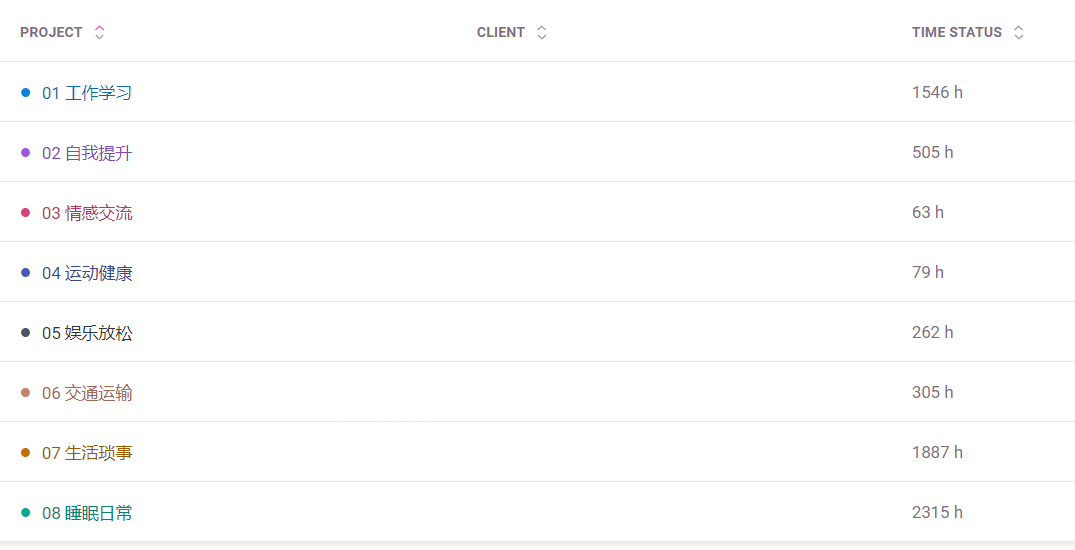 PROJECT CLIENT TIME STATUS
01 工作学习 1546 h
02 自我提升 505 h
03 情感交流 63 h
04 运动健康 79 h
05 娱乐放松 262 h
06 交通运输 305 h
07 生活琐事 1887 h
08 睡眠日常 2315 h